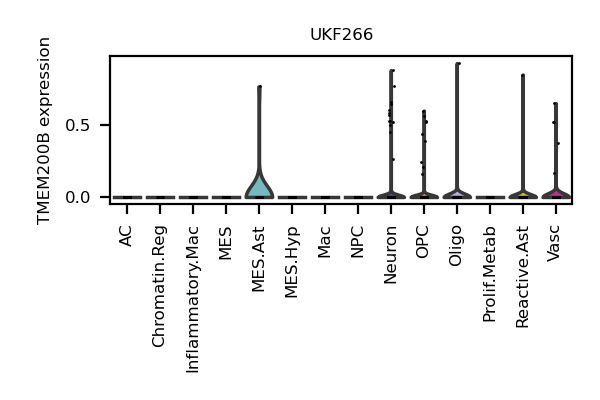 UKF266
TMEM200B expression
0.5
0.0
AC
Chromatin.Reg
Inflammatory.Mac
MES
MES.Ast
MES.Hyp
Mac
NPC
Neuron
OPC
Oligo
Prolif.Metab
Reactive.Ast
Vasc